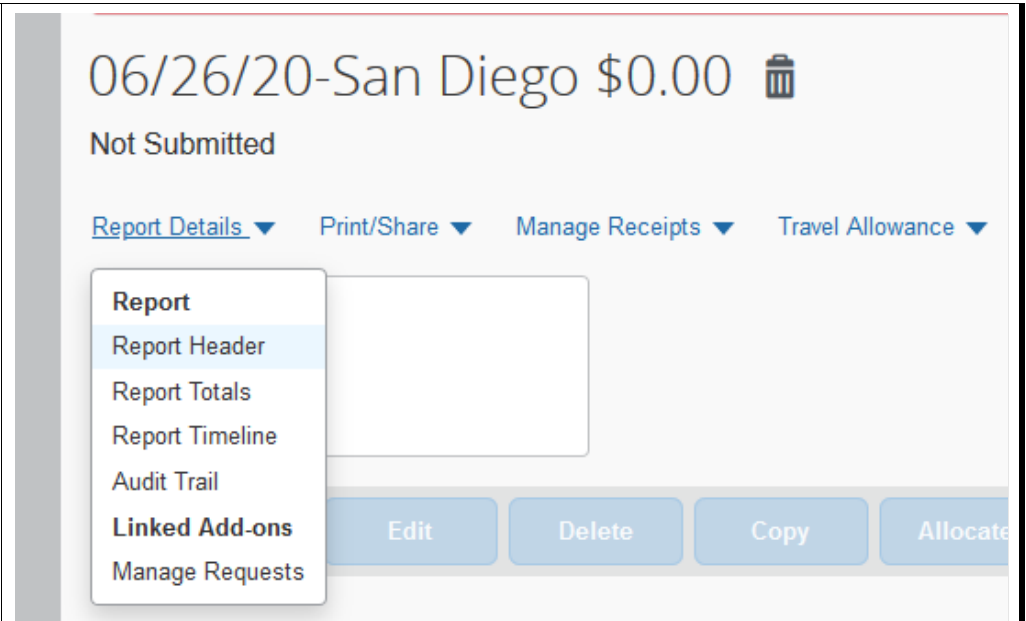 06/26/20-San Diego $0.00
Not Submitted
Report Details Print/Share Manage Receipts Travel Allowance
Report
Report Header
Report Totals
Report Timeline
Audit Trail
Linked Add-ons
Manage Requests
Edit Delete Copy Allocate